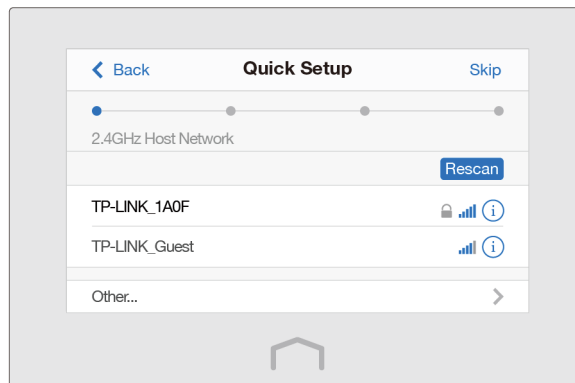 Back Quick Setup Skip
2.4GHz Host Network
Rescan
TP-LINK_1A0F
TP-LINK_Guest
Other...